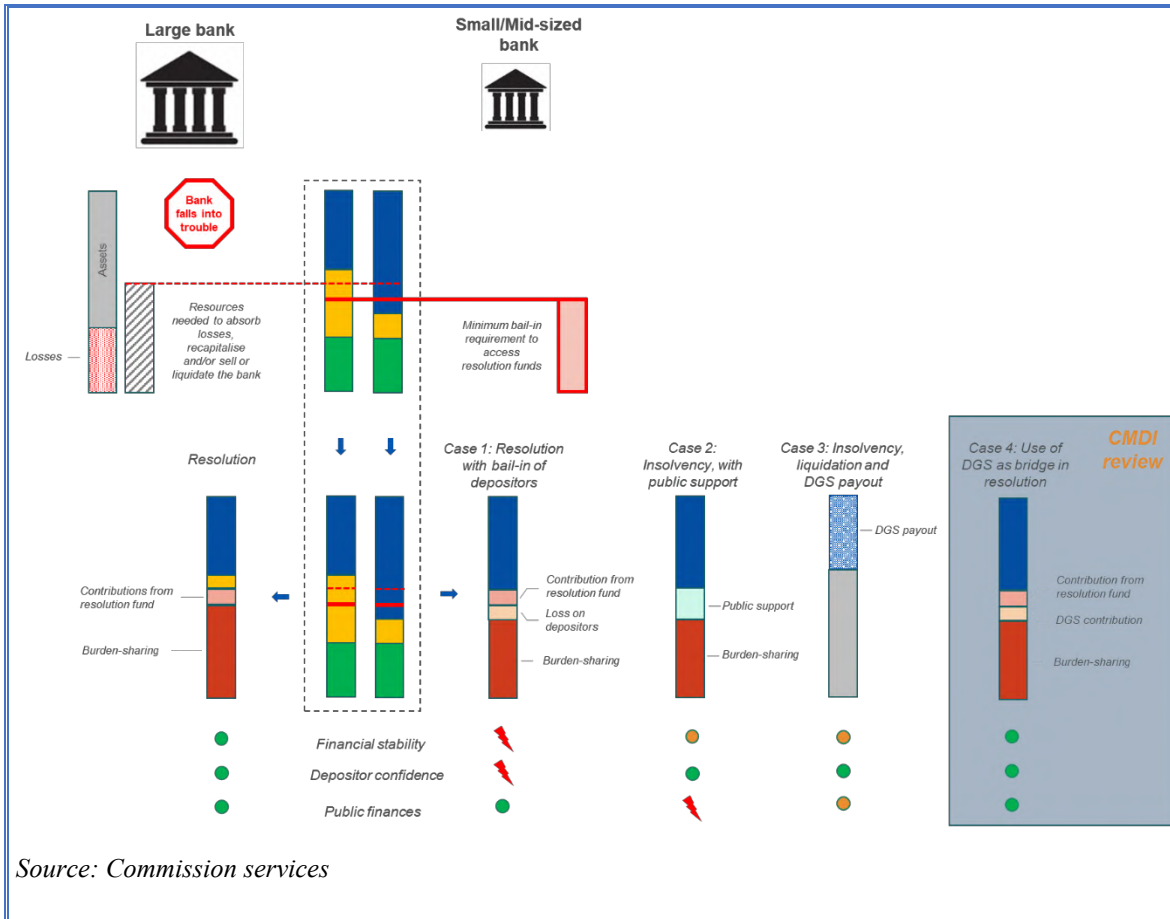 Large bank
Small/Mid-sized
bank
Bank
falls into
trouble
Assets
Losses
Resources
needed to absorb
losses,
recapitalise
and/or sell or
liquidate the bank
Minimum bail-in
requirement to
access
resolution funds
Resolution
Case 1: Resolution
with bail-in of
depositors
Case 2:
Insolvency, with
public support
Case 3: Insolvency,
liquidation and
DGS payout
Case 4: Use of
DGS as bridge in
resolution
CMDI
review
Contributions from
resolution fund
Burden-sharing
Contribution from
resolution fund
Loss on
depositors
Burden-sharing
Public support
Burden-sharing
DGS payout
Contribution from
resolution fund
DGS contribution
Burden-sharing
Financial stability
Depositor confidence
Public finances
Source: Commission services